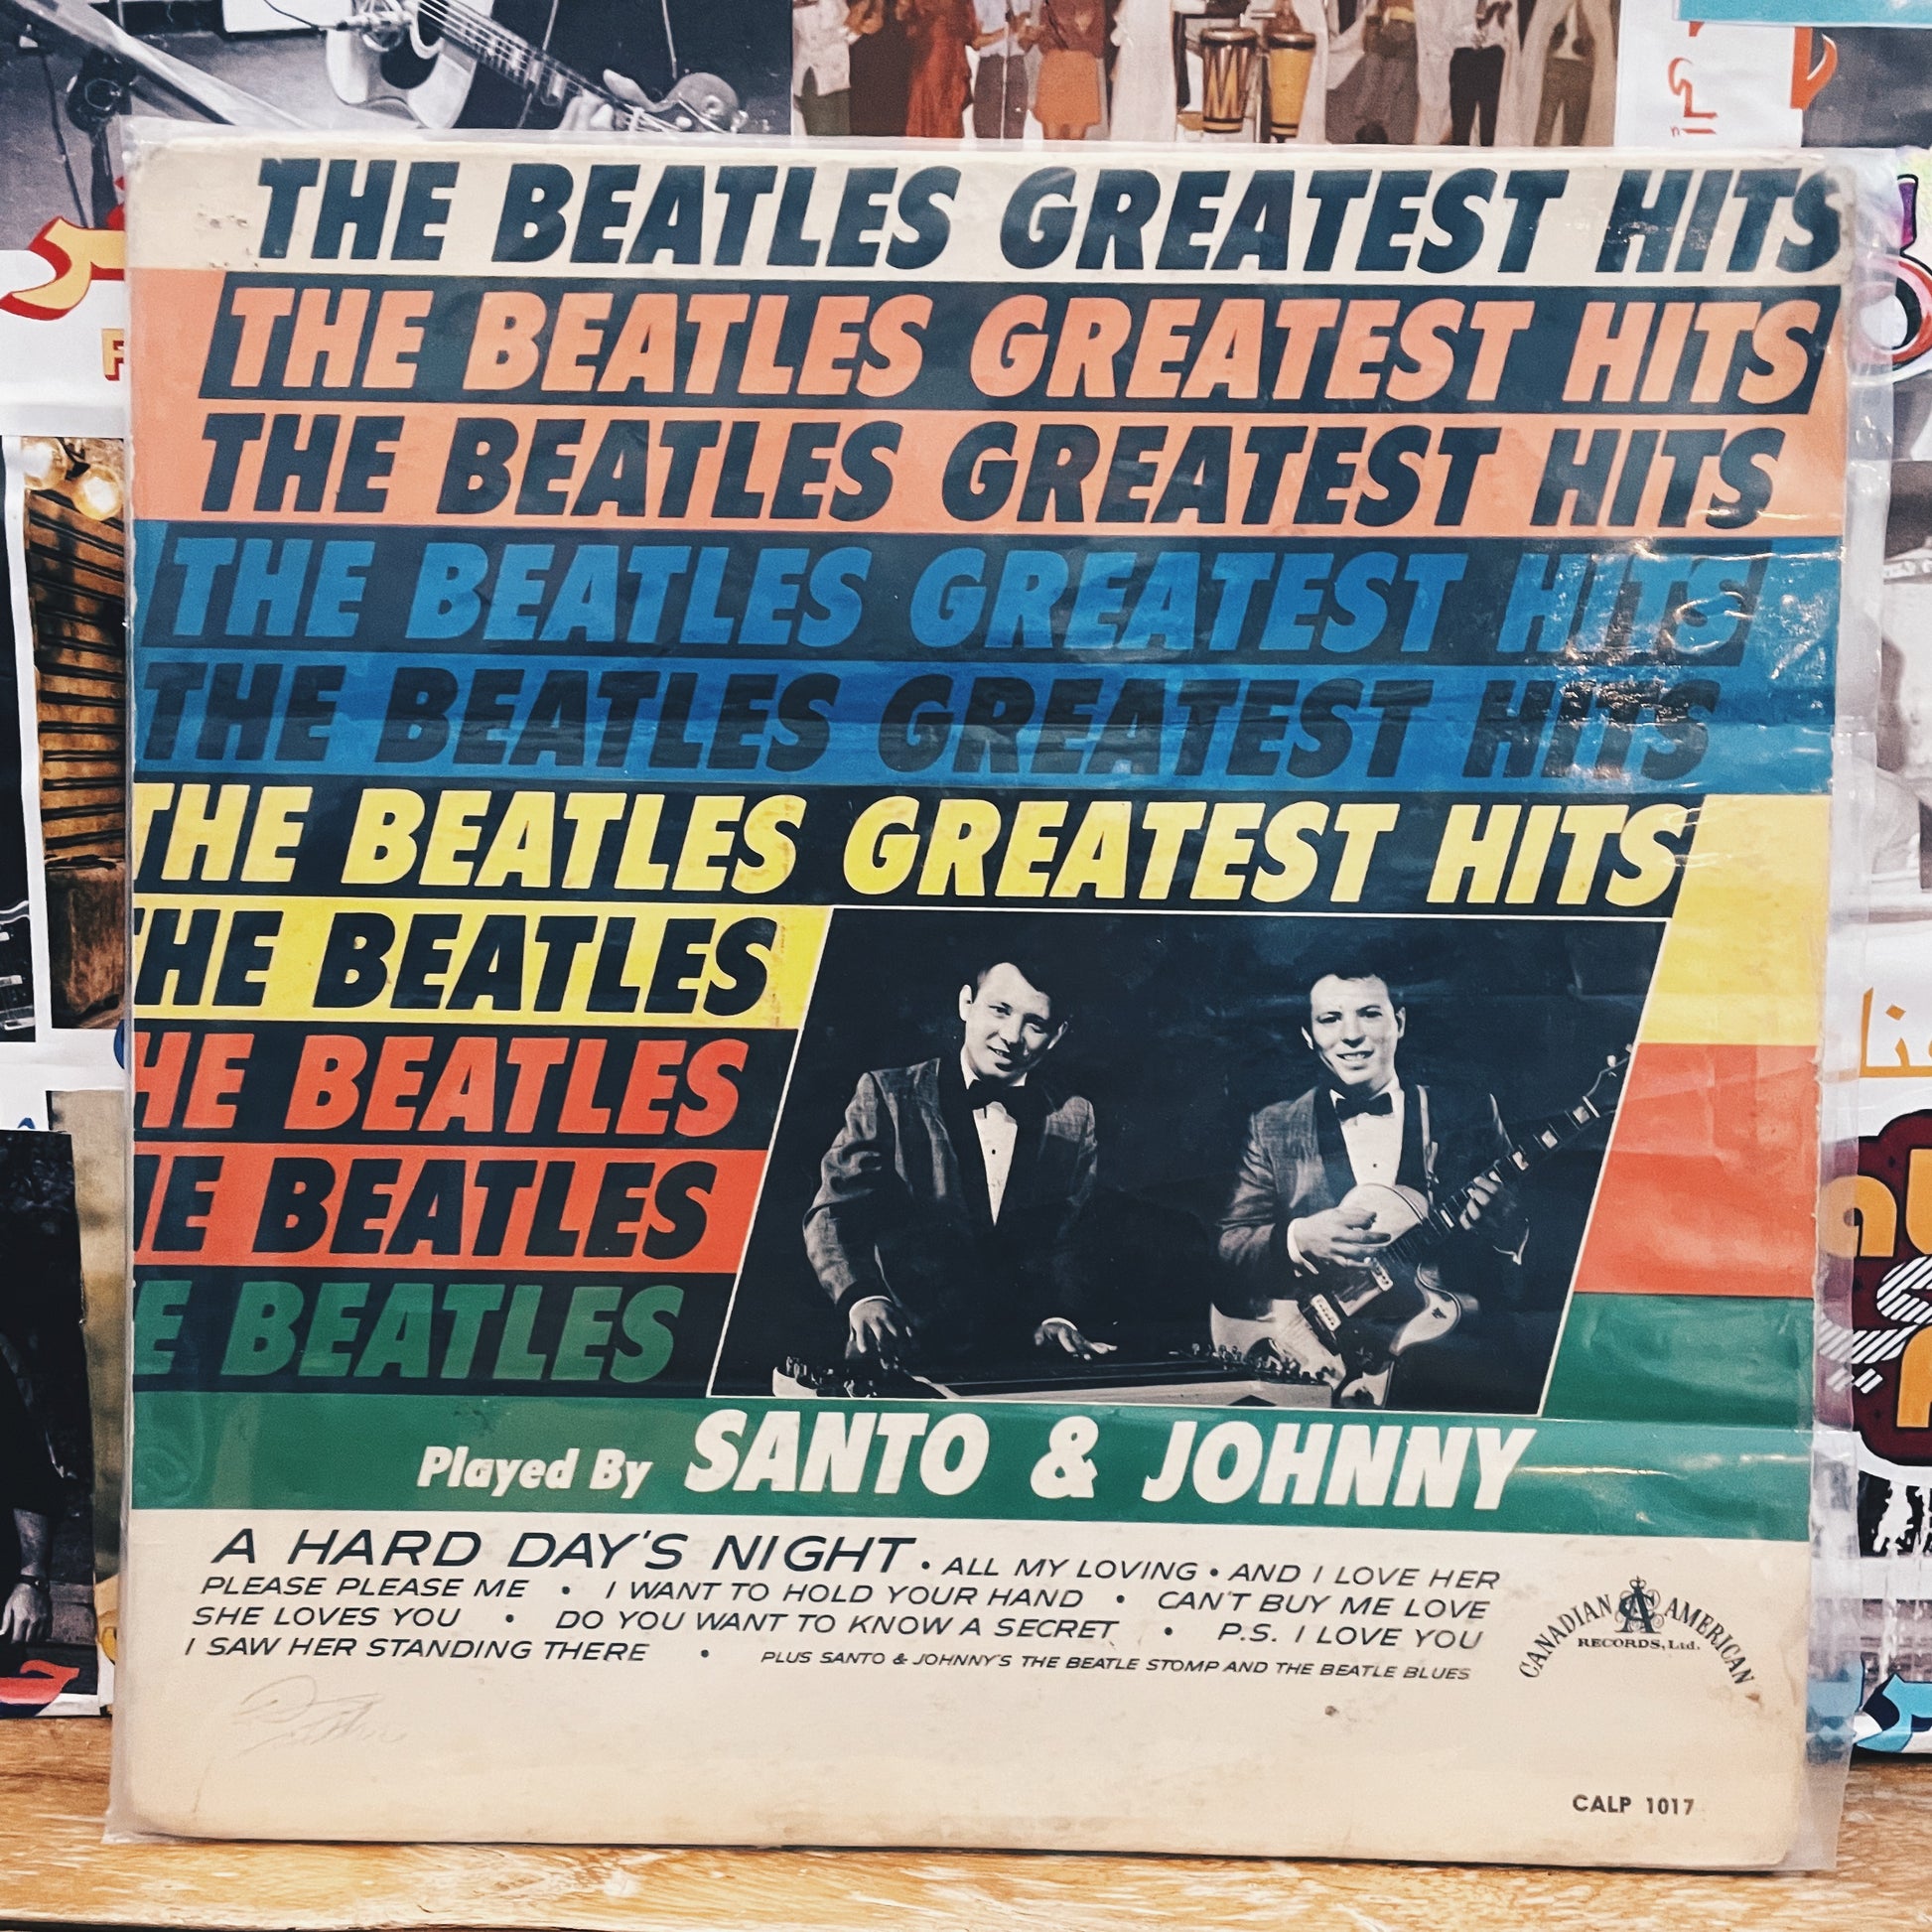 THE BEATLES GREATEST HITS
THE BEATLES GREATEST HITS
THE BEATLES GREATEST HITS
THE BEATLES GREATEST HITS
THE BEATLES GREATEST HITS
THE BEATLES GREATEST HITS
THE BEATLES
HE BEATLES
HE BEATLES
E BEATLES
Played By SANTO & JOHNNY
A HARD DAY'S NIGHT • ALL MY LOVING • AND I LOVE HER
PLEASE PLEASE ME • I WANT TO HOLD YOUR HAND • CAN'T BUY ME LOVE
SHE LOVES YOU • DO YOU WANT TO KNOW A SECRET • P.S. I LOVE YOU
I SAW HER STANDING THERE • PLUS SANTO & JOHNNY'S THE BEATLE STOMP AND THE BEATLE BLUES
CANADIAN AMERICAN
RECORDS, Ltd.
CALP 1017